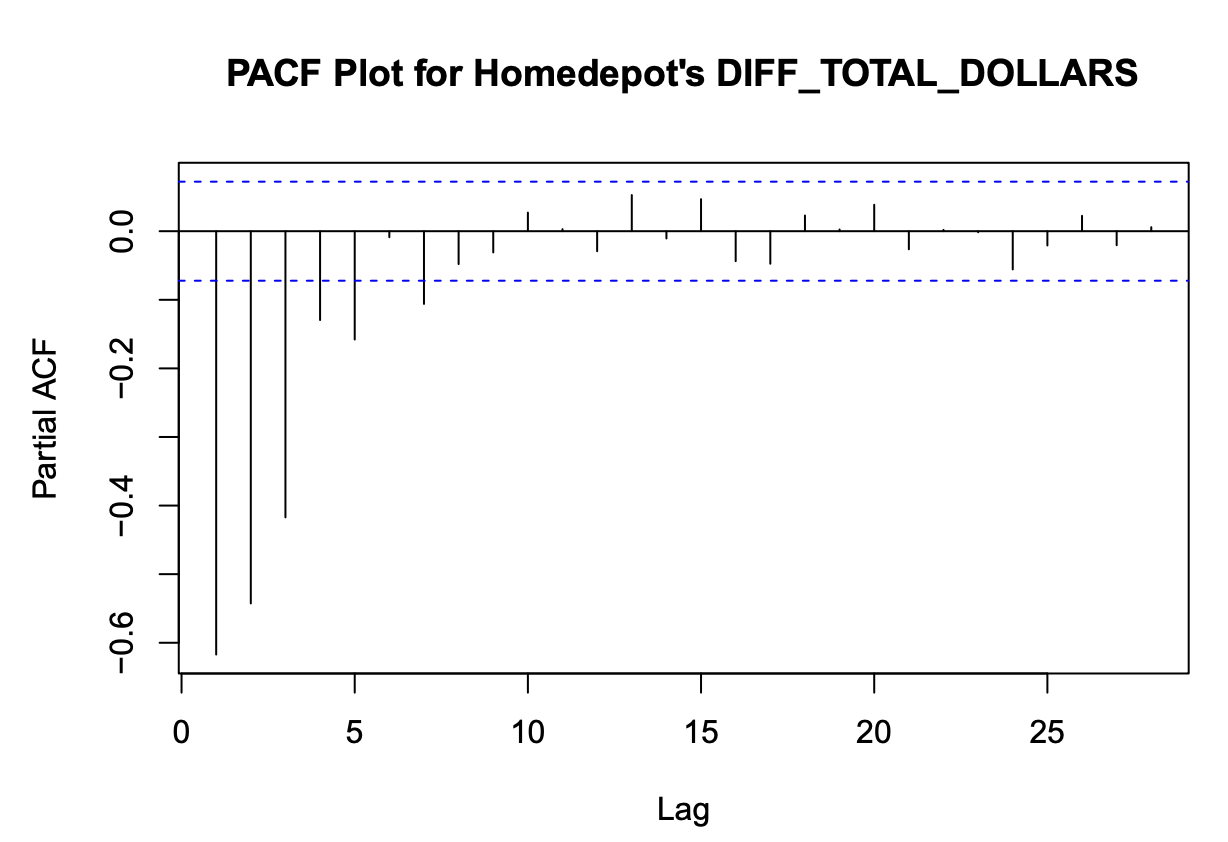 PACF Plot for Homedepot's DIFF_TOTAL_DOLLARS
Partial ACF
0.0
−0.2
−0.4
−0.6
0 5 10 15 20 25
Lag